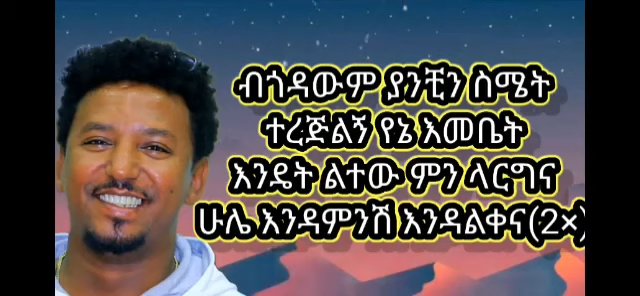 ብጎዳውም ያንቺን ስሜት
ተረጅልኝ የኔ እመቤት
እንዴት ልተው ምን ላርግና
ሁሌ እንዳምንሽ እንዳልቀና(2×)